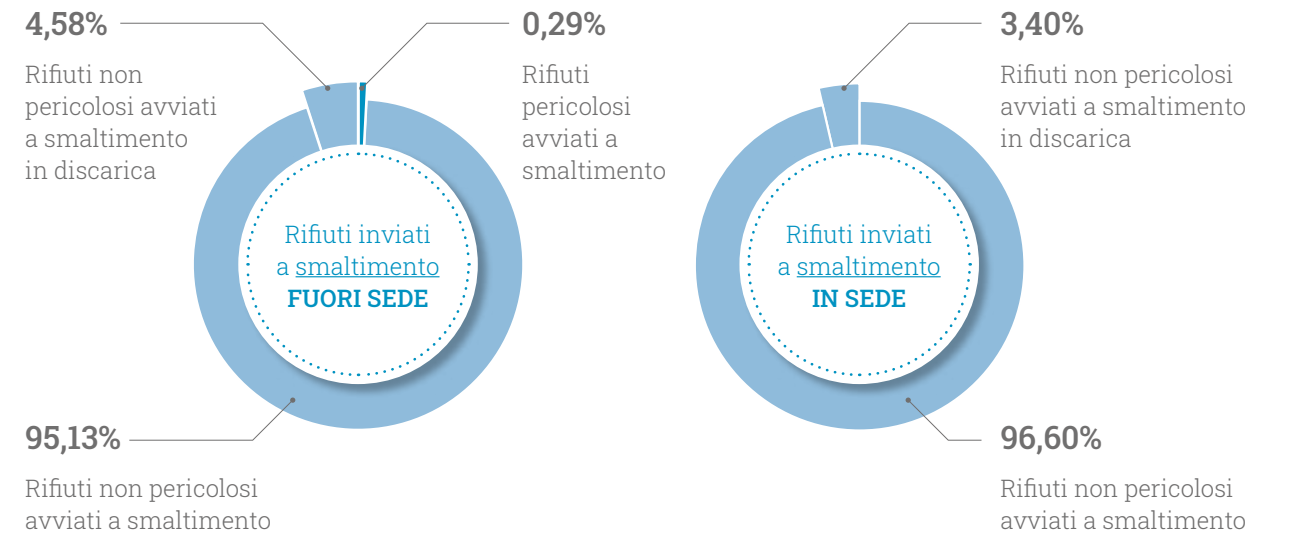 4,58%
Rifiuti non
pericolosi avviati
a smaltimento
in discarica
0,29%
Rifiuti
pericolosi
avviati a
smaltimento
Rifiuti inviati
a smaltimento
FUORI SEDE
95,13%
Rifiuti non pericolosi
avviati a smaltimento
3,40%
Rifiuti non pericolosi
avviati a smaltimento
in discarica
Rifiuti inviati
a smaltimento
IN SEDE
96,60%
Rifiuti non pericolosi
avviati a smaltimento